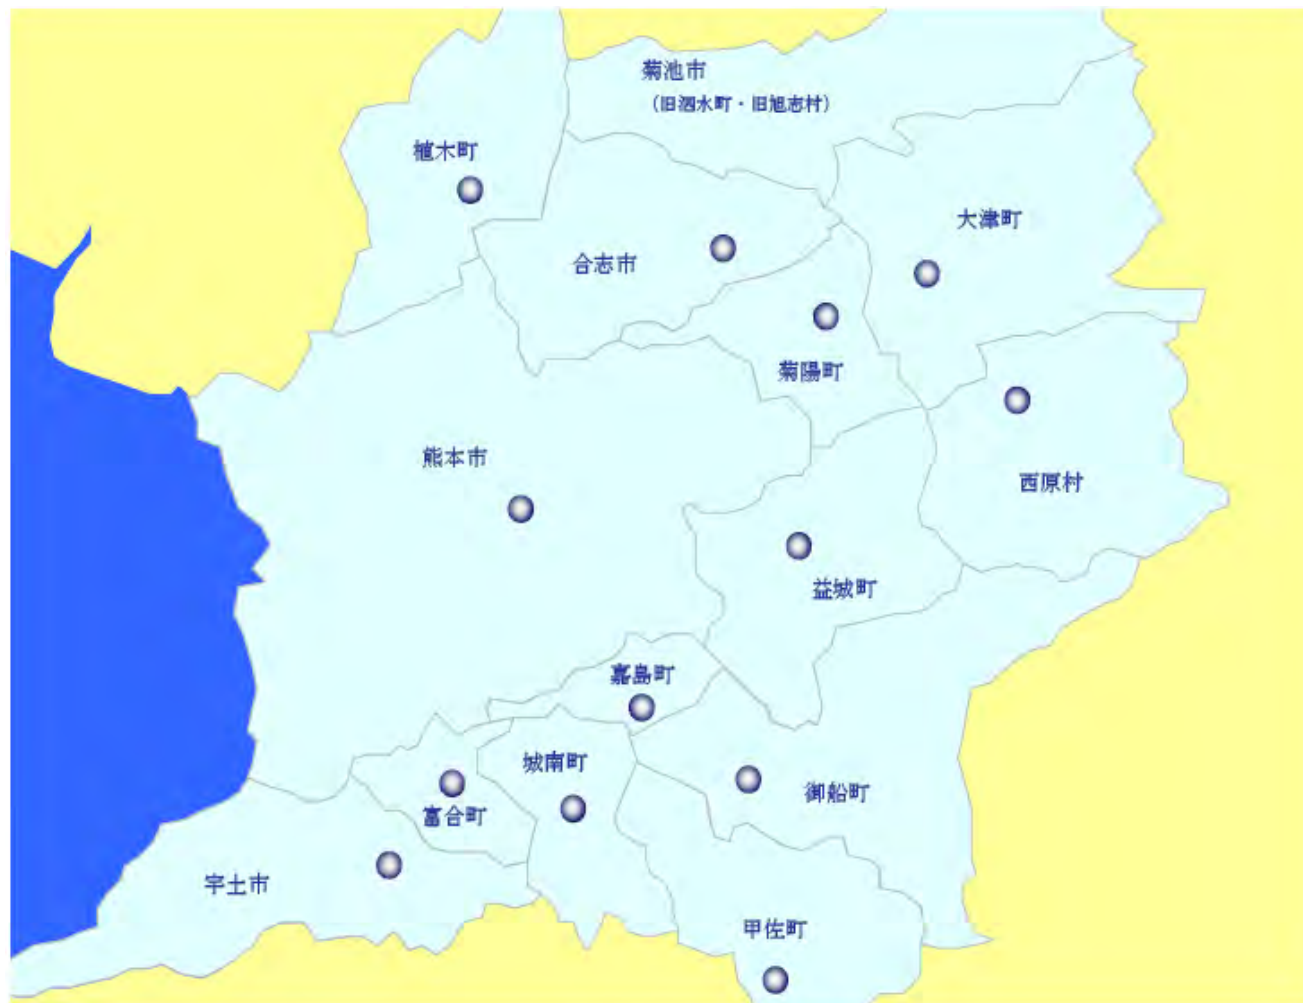 菊池市
（旧泗水町・旧旭志村）
植木町
大津町
合志市
菊陽町
熊本市
西原村
益城町
嘉島町
城南町
御船町
富合町
宇土市
甲佐町